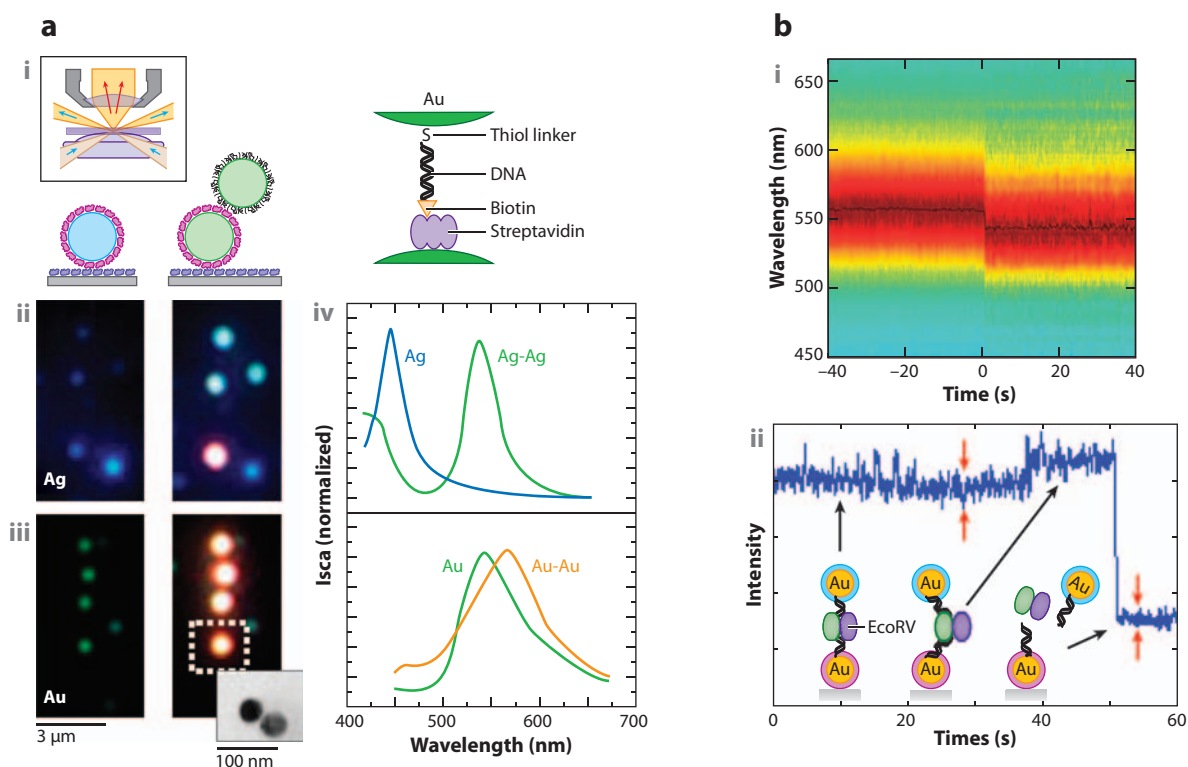 a
i
Au
S
Thiol linker
DNA
Biotin
Streptavidin
ii
Ag
iii
Au
3 μm
100 nm
iv
Ag
Ag-Ag
Au
Au-Au
Isca (normalized)
400
500
600
700
Wavelength (nm)
b
i
650
600
550
500
450
Wavelength (nm)
–40
–20
0
20
40
Time (s)
ii
Intensity
Au
Au
EcoRV
Au
Au
Au
Au
0
20
40
60
Times (s)